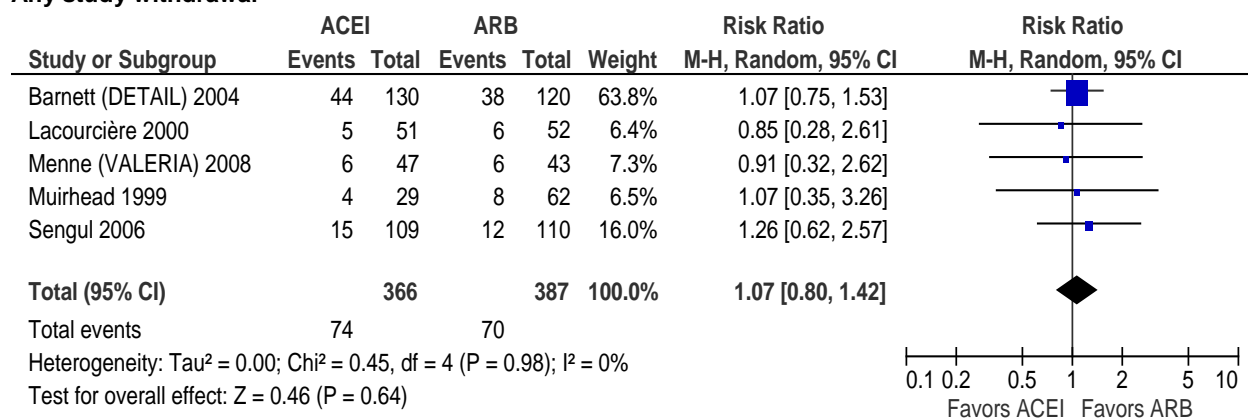 ACEI ARB Risk Ratio Risk Ratio
Study or Subgroup Events Total Events Total Weight M-H, Random, 95% CI M-H, Random, 95% CI
Barnett (DETAIL) 2004 44 130 38 120 63.8% 1.07 [0.75, 1.53]
Lacourcière 2000 5 51 6 52 6.4% 0.85 [0.28, 2.61]
Menne (VALERIA) 2008 6 47 6 43 7.3% 0.91 [0.32, 2.62]
Muirhead 1999 4 29 8 62 6.5% 1.07 [0.35, 3.26]
Sengul 2006 15 109 12 110 16.0% 1.26 [0.62, 2.57]
Total (95% CI) 366 387 100.0% 1.07 [0.80, 1.42]
Total events 74 70
Heterogeneity: Tau² = 0.00; Chi² = 0.45, df = 4 (P = 0.98); I² = 0%
Test for overall effect: Z = 0.46 (P = 0.64)
0.1 0.2 0.5 1 2 5 10
Favors ACEI Favors ARB